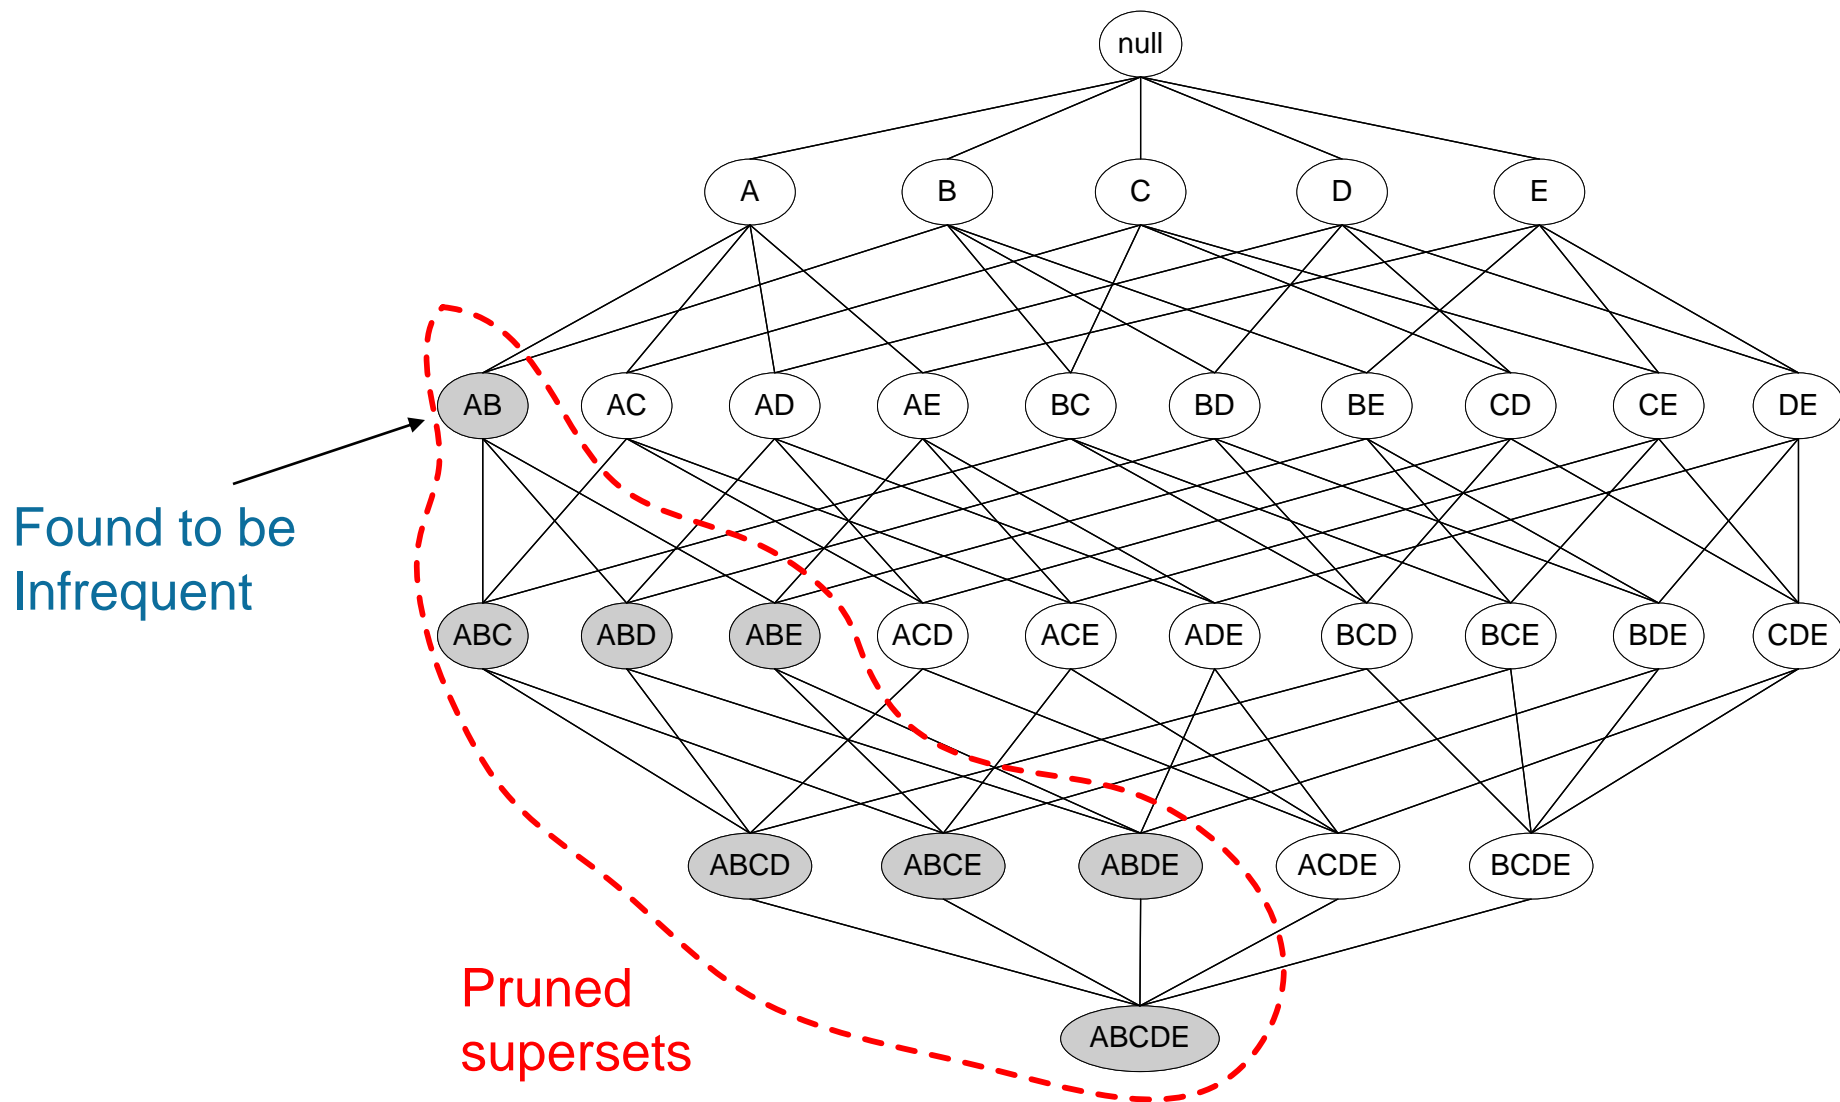 null
A B C D E
AB AC AD AE BC BD BE CD CE DE
Found to be
Infrequent
ABC ABD ABE ACD ACE ADE BCD BCE BDE CDE
ABCD ABCE ABDE ACDE BCDE
Pruned
supersets
ABCDE